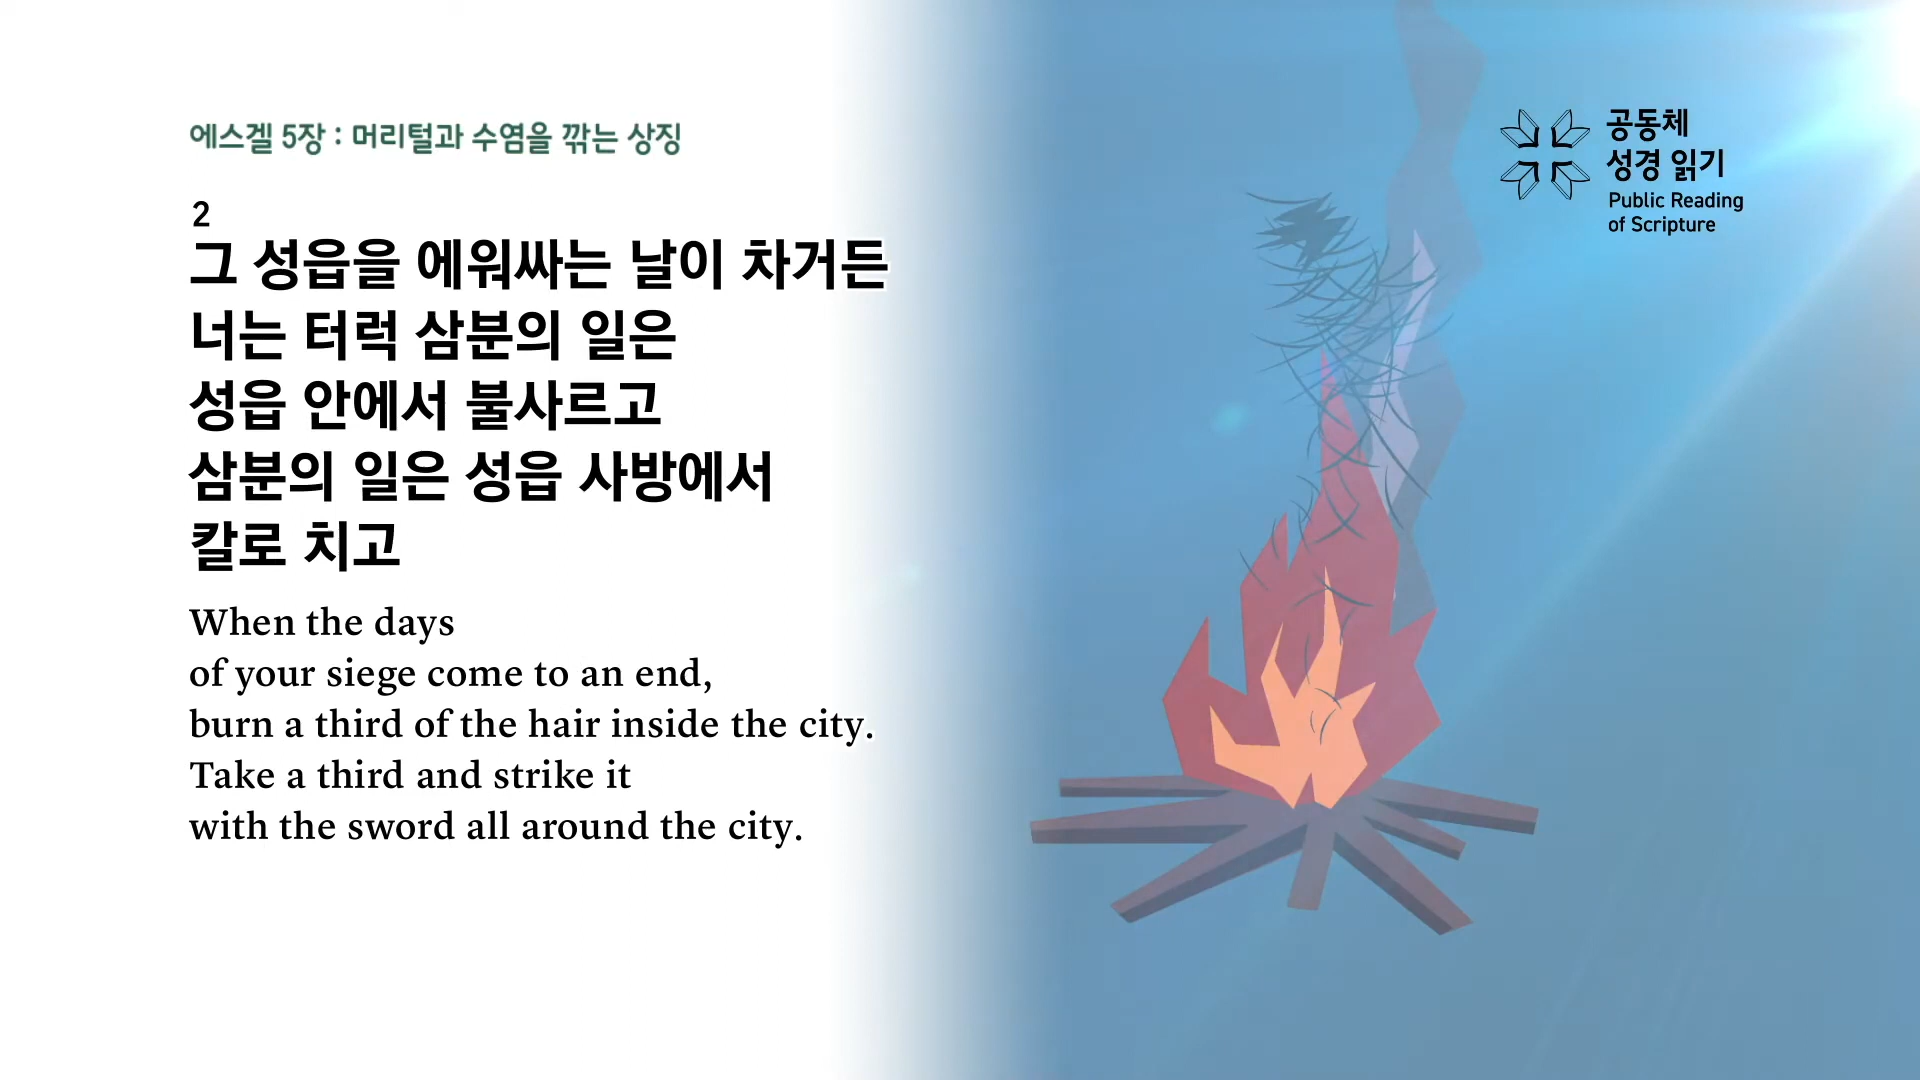 에스겔 5장 : 머리털과 수염을 깎는 상징
2
그 성읍을 에워싸는 날이 차거든
너는 터럭 삼분의 일은
성읍 안에서 불사르고
삼분의 일은 성읍 사방에서
칼로 치고
When the days
of your siege come to an end,
burn a third of the hair inside the city.
Take a third and strike it
with the sword all around the city.
공동체
성경 읽기
Public Reading
of Scripture